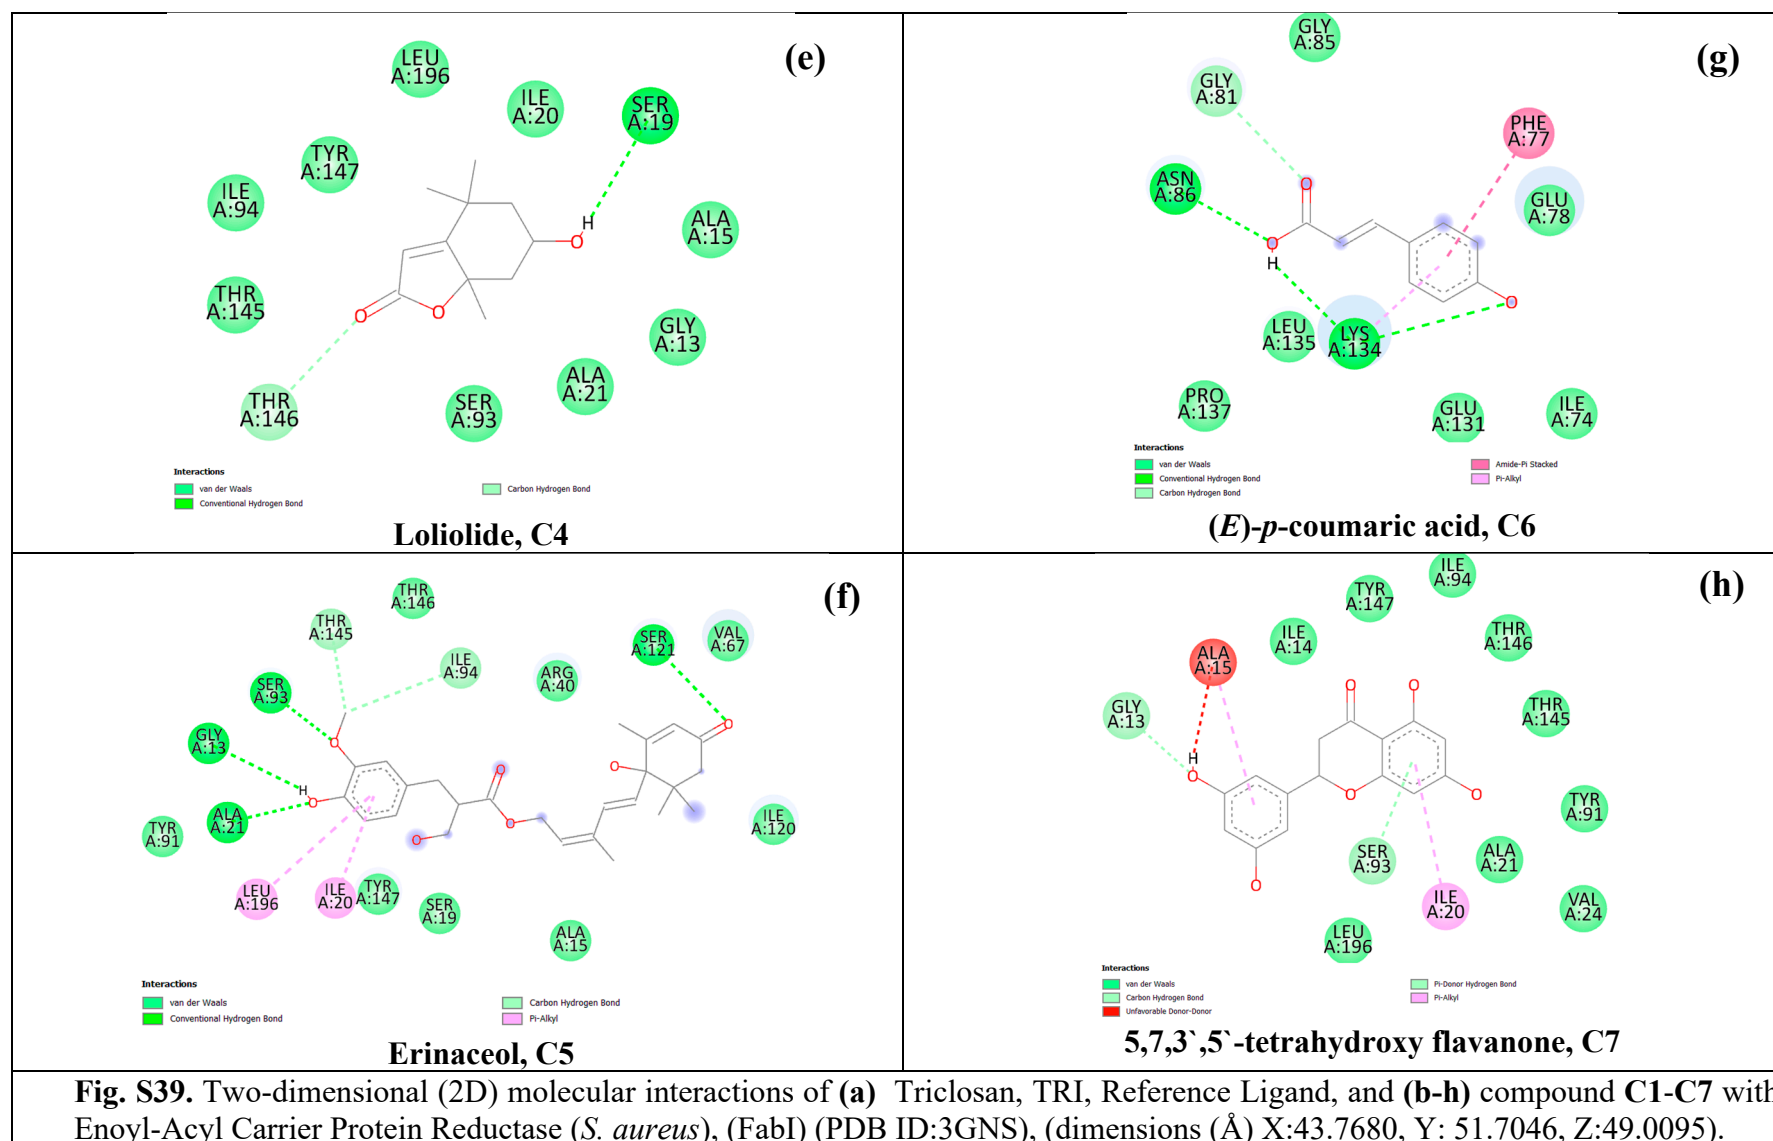 (e)
LEU
A:196
ILE
A:20
SER
A:19
TYR
A:147
ILE
A:94
H
O
ALA
A:15
THR
A:145
O
O
GLY
A:13
ALA
A:21
THR
A:146
SER
A:93
Interactions
van der Waals
Conventional Hydrogen Bond
Carbon Hydrogen Bond
Loliolide, C4
(g)
GLY
A:85
GLY
A:81
PHE
A:77
ASN
A:86
O
GLU
A:78
O
H
O
LEU
A:135
LYS
A:134
PRO
A:137
GLU
A:131
ILE
A:74
Interactions
van der Waals
Conventional Hydrogen Bond
Carbon Hydrogen Bond
Amide-Pi Stacked
Pi-Alkyl
(E)-p-coumaric acid, C6
(f)
THR
A:146
THR
A:145
SER
A:121
VAL
A:67
ILE
A:94
ARG
A:40
SER
A:93
GLY
A:13
O
O
O
O
H
O
ALA
A:21
O
O
TYR
A:91
ILE
A:120
LEU
A:196
ILE
A:20
TYR
A:147
SER
A:19
ALA
A:15
Interactions
van der Waals
Conventional Hydrogen Bond
Carbon Hydrogen Bond
Pi-Alkyl
Erinaceol, C5
(h)
ILE
A:94
TYR
A:147
ILE
A:14
THR
A:146
ALA
A:15
O
O
GLY
A:13
THR
A:145
H
O
O
O
TYR
A:91
SER
A:93
ALA
A:21
O
ILE
A:20
VAL
A:24
LEU
A:196
Interactions
van der Waals
Carbon Hydrogen Bond
Unfavorable Donor-Donor
Pi-Donor Hydrogen Bond
Pi-Alkyl
5,7,3`,5`-tetrahydroxy flavanone, C7
Fig. S39. Two-dimensional (2D) molecular interactions of (a) Triclosan, TRI, Reference Ligand, and (b-h) compound C1-C7 with
Enoyl-Acyl Carrier Protein Reductase (S. aureus), (FabI) (PDB ID:3GNS), (dimensions (Å) X:43.7680, Y: 51.7046, Z:49.0095).